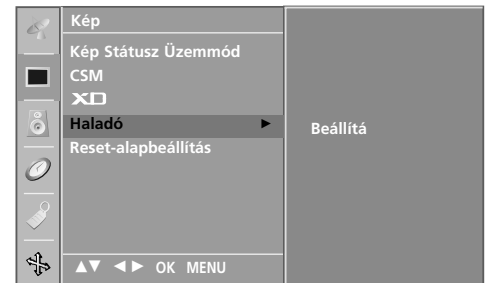 Kép
Kép Státusz Üzemmód
CSM
XD
Haladó ►
Beállítá
Reset-alapbeállítás
▲▼ ◄► OK MENU